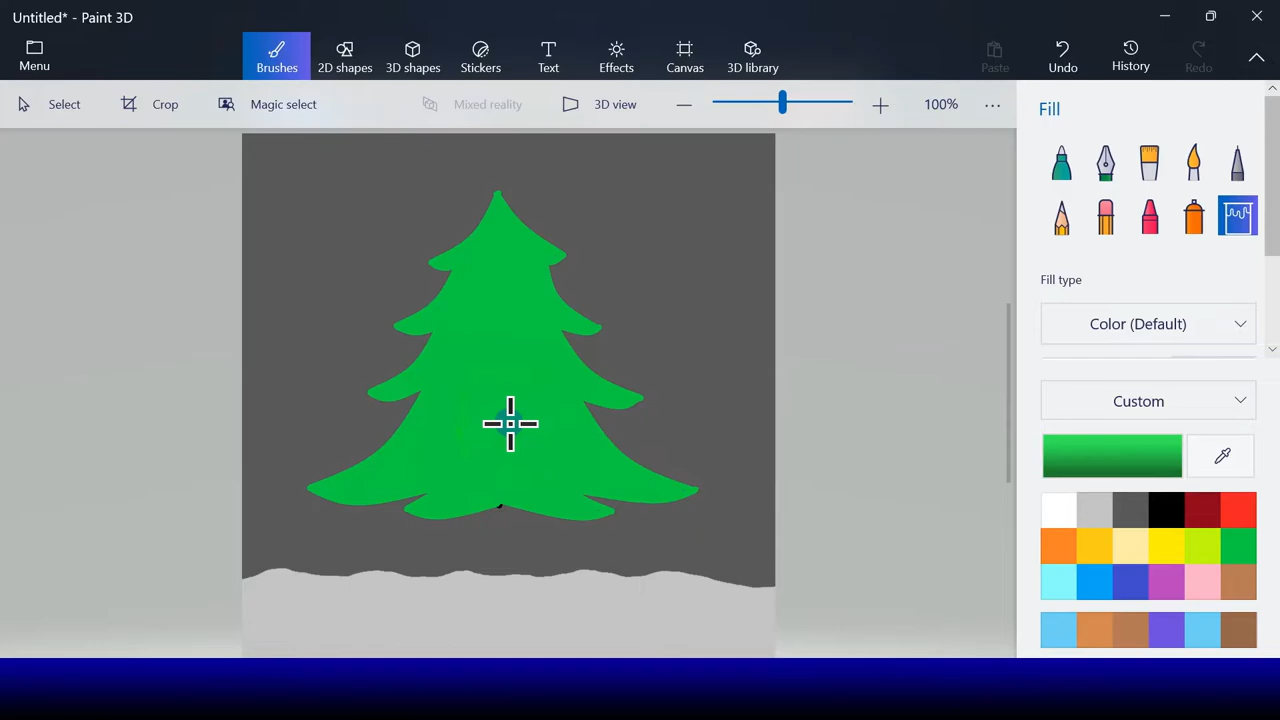 Untitled* - Paint 3D
Menu
Brushes
2D shapes
3D shapes
Stickers
Text
Effects
Canvas
3D library
Paste
Undo
History
Redo
Select
Crop
Magic select
Mixed reality
3D view
100%
Fill
Fill type
Color (Default)
Custom